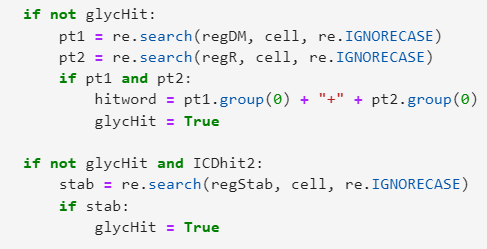 if not glycHit:
    pt1 = re.search(regDM, cell, re.IGNORECASE)
    pt2 = re.search(regR, cell, re.IGNORECASE)
    if pt1 and pt2:
        hitword = pt1.group(0) + "+" + pt2.group(0)
        glycHit = True

if not glycHit and ICDhit2:
    stab = re.search(regStab, cell, re.IGNORECASE)
    if stab:
        glycHit = True